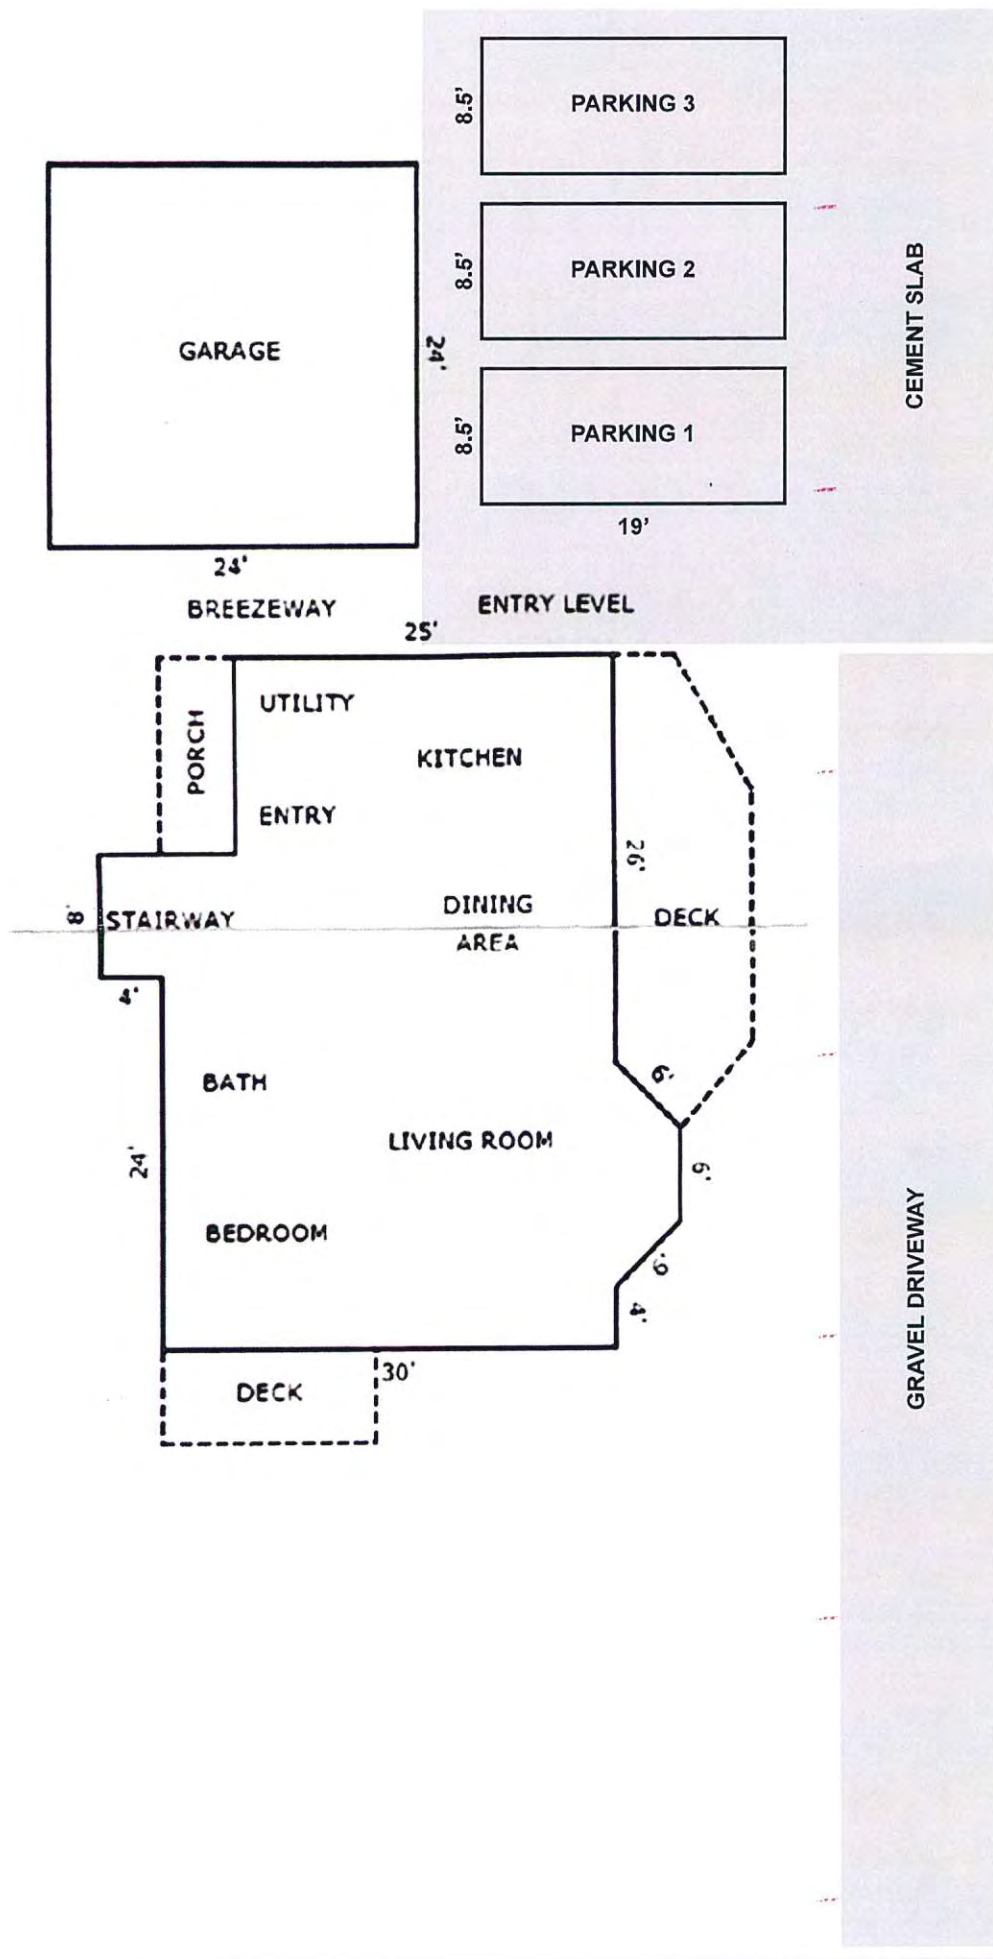 8.5'
PARKING 3
8.5'
PARKING 2
CEMENT SLAB
GARAGE
24'
8.5'
PARKING 1
19'
24'
BREEZEWAY
ENTRY LEVEL
25'
UTILITY
PORCH
KITCHEN
ENTRY
26'
8'
STAIRWAY
DINING
AREA
DECK
4'
BATH
6'
24'
LIVING ROOM
6'
BEDROOM
6'
4'
GRAVEL DRIVEWAY
30'
DECK